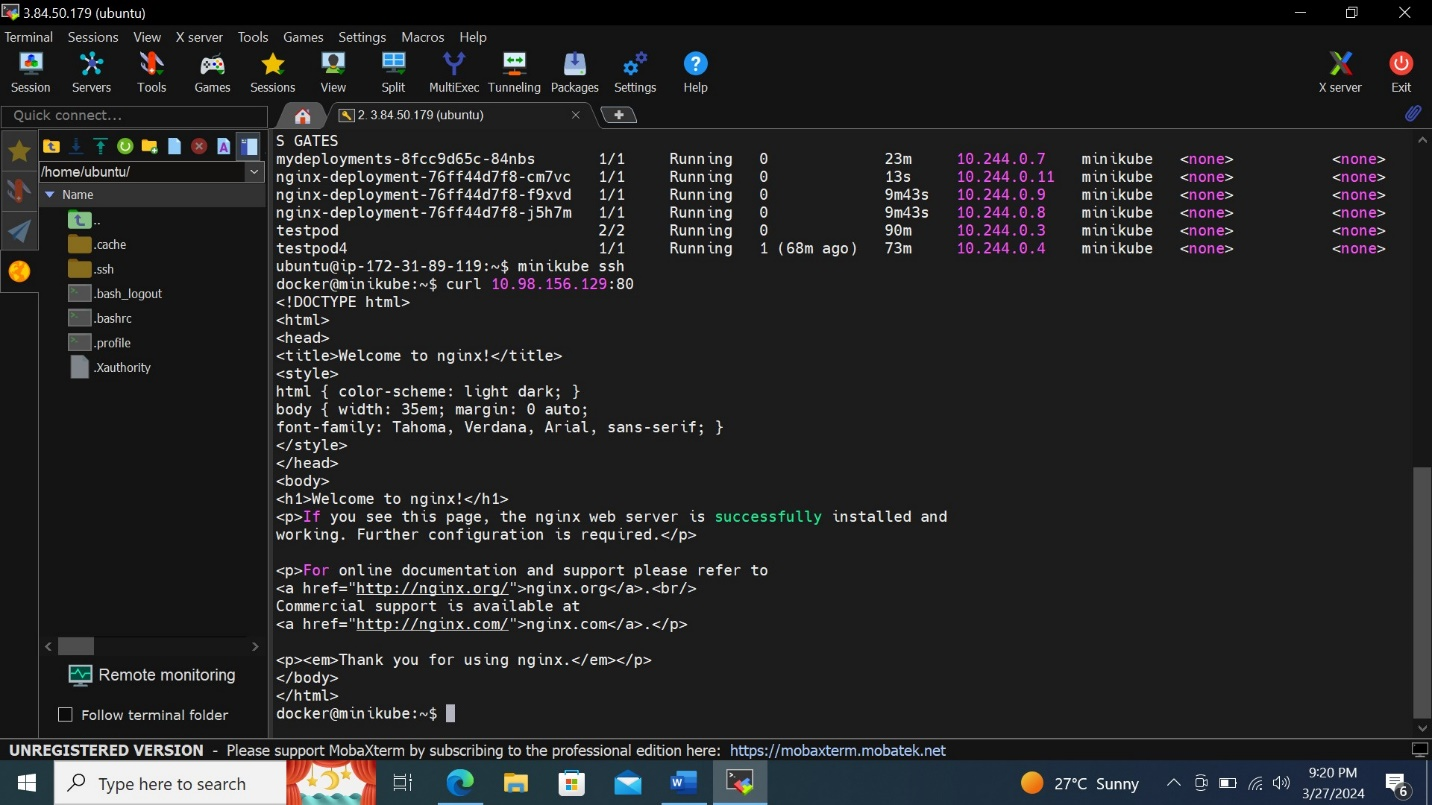 3.84.50.179 (ubuntu)
Terminal Sessions View X server Tools Games Settings Macros Help
Session Servers Tools Games Sessions View Split MultiExec Tunneling Packages Settings Help X server Exit
Quick connect...
2. 3.84.50.179 (ubuntu)
/home/ubuntu/
Name
..
.cache
.ssh
.bash_logout
.bashrc
.profile
.Xauthority
Remote monitoring
Follow terminal folder
S GATES
mydeployments-8fcc9d65c-84nbs 1/1 Running 0 23m 10.244.0.7 minikube <none> <none>
nginx-deployment-76ff44d7f8-cm7vc 1/1 Running 0 13s 10.244.0.11 minikube <none> <none>
nginx-deployment-76ff44d7f8-f9xvd 1/1 Running 0 9m43s 10.244.0.9 minikube <none> <none>
nginx-deployment-76ff44d7f8-j5h7m 1/1 Running 0 9m43s 10.244.0.8 minikube <none> <none>
testpod 2/2 Running 0 90m 10.244.0.3 minikube <none> <none>
testpod4 1/1 Running 1 (68m ago) 73m 10.244.0.4 minikube <none> <none>
ubuntu@ip-172-31-89-119:~$ minikube ssh
docker@minikube:~$ curl 10.98.156.129:80
<!DOCTYPE html>
<html>
<head>
<title>Welcome to nginx!</title>
<style>
html { color-scheme: light dark; }
body { width: 35em; margin: 0 auto;
font-family: Tahoma, Verdana, Arial, sans-serif; }
</style>
</head>
<body>
<h1>Welcome to nginx!</h1>
<p>If you see this page, the nginx web server is successfully installed and
working. Further configuration is required.</p>
<p>For online documentation and support please refer to
<a href="http://nginx.org/">nginx.org</a>.<br/>
Commercial support is available at
<a href="http://nginx.com/">nginx.com</a>.</p>
<p><em>Thank you for using nginx.</em></p>
</body>
</html>
docker@minikube:~$
UNREGISTERED VERSION - Please support MobaXterm by subscribing to the professional edition here: https://mobaxterm.mobatek.net
Type here to search
27°C Sunny
9:20 PM
3/27/2024
6